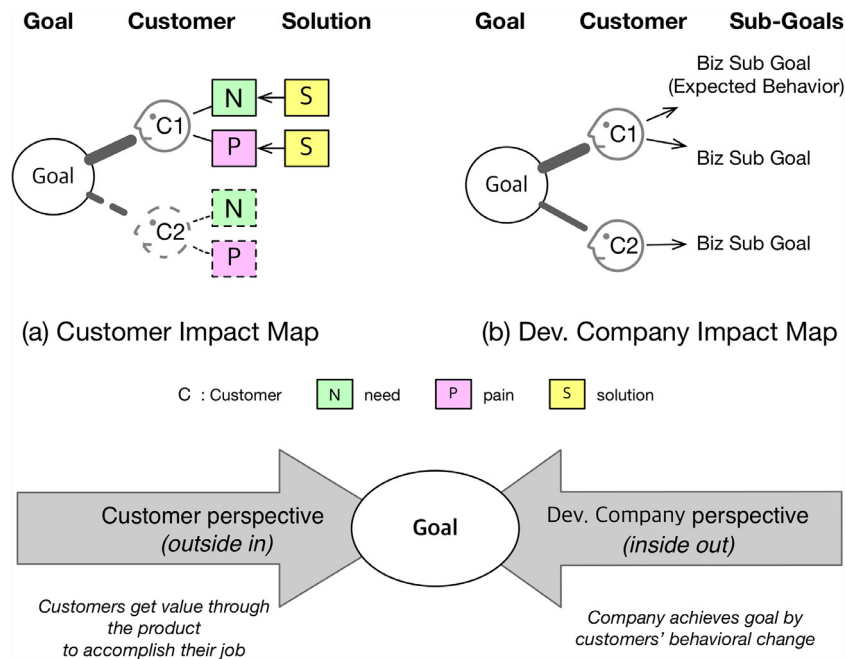 Goal Customer Solution
N S
C1
P S
Goal
N
C2
P
(a) Customer Impact Map
Goal Customer Sub-Goals
Biz Sub Goal
(Expected Behavior)
C1
Biz Sub Goal
Goal
C2 Biz Sub Goal
(b) Dev. Company Impact Map
C : Customer N need P pain S solution
Customer perspective
(outside in)
Goal
Dev. Company perspective
(inside out)
Customers get value through
the product
to accomplish their job
Company achieves goal by
customers' behavioral change